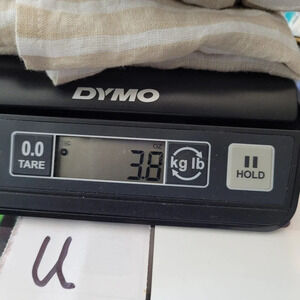 DYMO
0.0
TARE
OZ
3.8
kg lb
HOLD
u